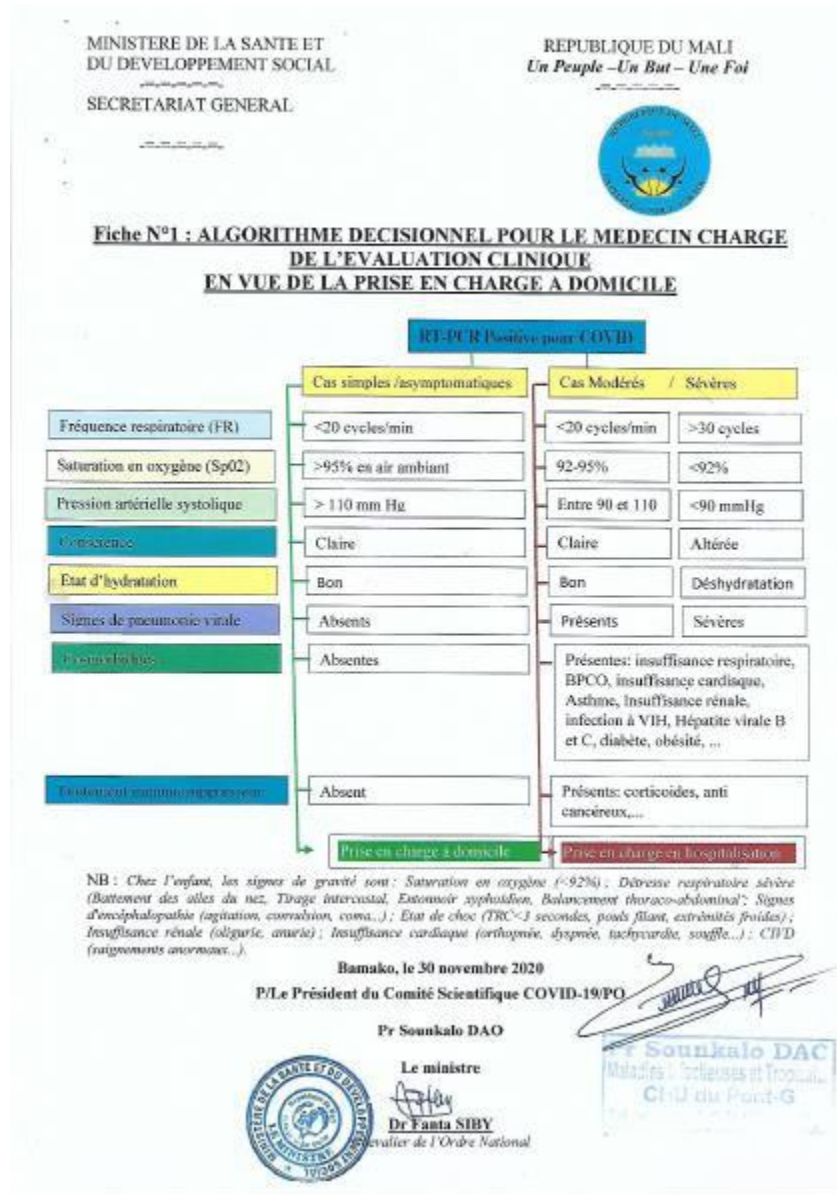 MINISTERE DE LA SANTE ET
DU DEVELOPPEMENT SOCIAL
SECRETARIAT GENERAL
REPUBLIQUE DU MALI
Un Peuple –Un But – Une Foi
Fiche N°1 : ALGORITHME DECISIONNEL POUR LE MEDECIN CHARGE
DE L'EVALUATION CLINIQUE
EN VUE DE LA PRISE EN CHARGE A DOMICILE
RT-PCR Positive pour COVID
Cas simples /asymptomatiques
Cas Modérés / Sévères
Fréquence respiratoire (FR)
<20 cycles/min
<20 cycles/min
>30 cycles
Saturation en oxygène (Sp02)
>95% en air ambiant
92-95%
<92%
Pression artérielle systolique
> 110 mm Hg
Entre 90 et 110
<90 mmHg
Conscience
Claire
Claire
Altérée
Etat d'hydratation
Bon
Bon
Déshydratation
Signes de pneumonie virale
Absents
Présents
Sévères
Absentes
Présentes: insuffisance respiratoire,
BPCO, insuffisance cardiaque,
Asthme, Insuffisance rénale,
infection à VIH, Hépatite virale B
et C, diabète, obésité, ...
Absent
Présents: corticoides, anti
cancéreux,...
Prise en charge à domicile
Prise en charge en hospitalisation
NB : Chez l'enfant, les signes de gravité sont : Saturation en oxygène (<92%) ; Détresse respiratoire sévère
(Battement des ailes du nez, Tirage intercostal, Entonnoir xyphoïdien, Balancement thoraco-abdominal ; Signes
d'encéphalopathie (agitation, convulsion, coma...) ; Etat de choc (TRC<3 secondes, pouls filant, extrémités froides) ;
Insuffisance rénale (oligurie, anurie) ; Insuffisance cardiaque (orthopnée, dyspnée, tachycardie, souffle...) ; CIVD
(saignements anormaux...).
Bamako, le 30 novembre 2020
P/Le Président du Comité Scientifique COVID-19/PO
Pr Sounkalo DAO
Pr Sounkalo DAO
CHU du Point-G
Le ministre
Dr Fanta SIBY
Chevalier de l'Ordre National
MINISTÈRE DE LA SANTE ET DU DEVELOPPEMENT SOCIAL
LE MINISTRE